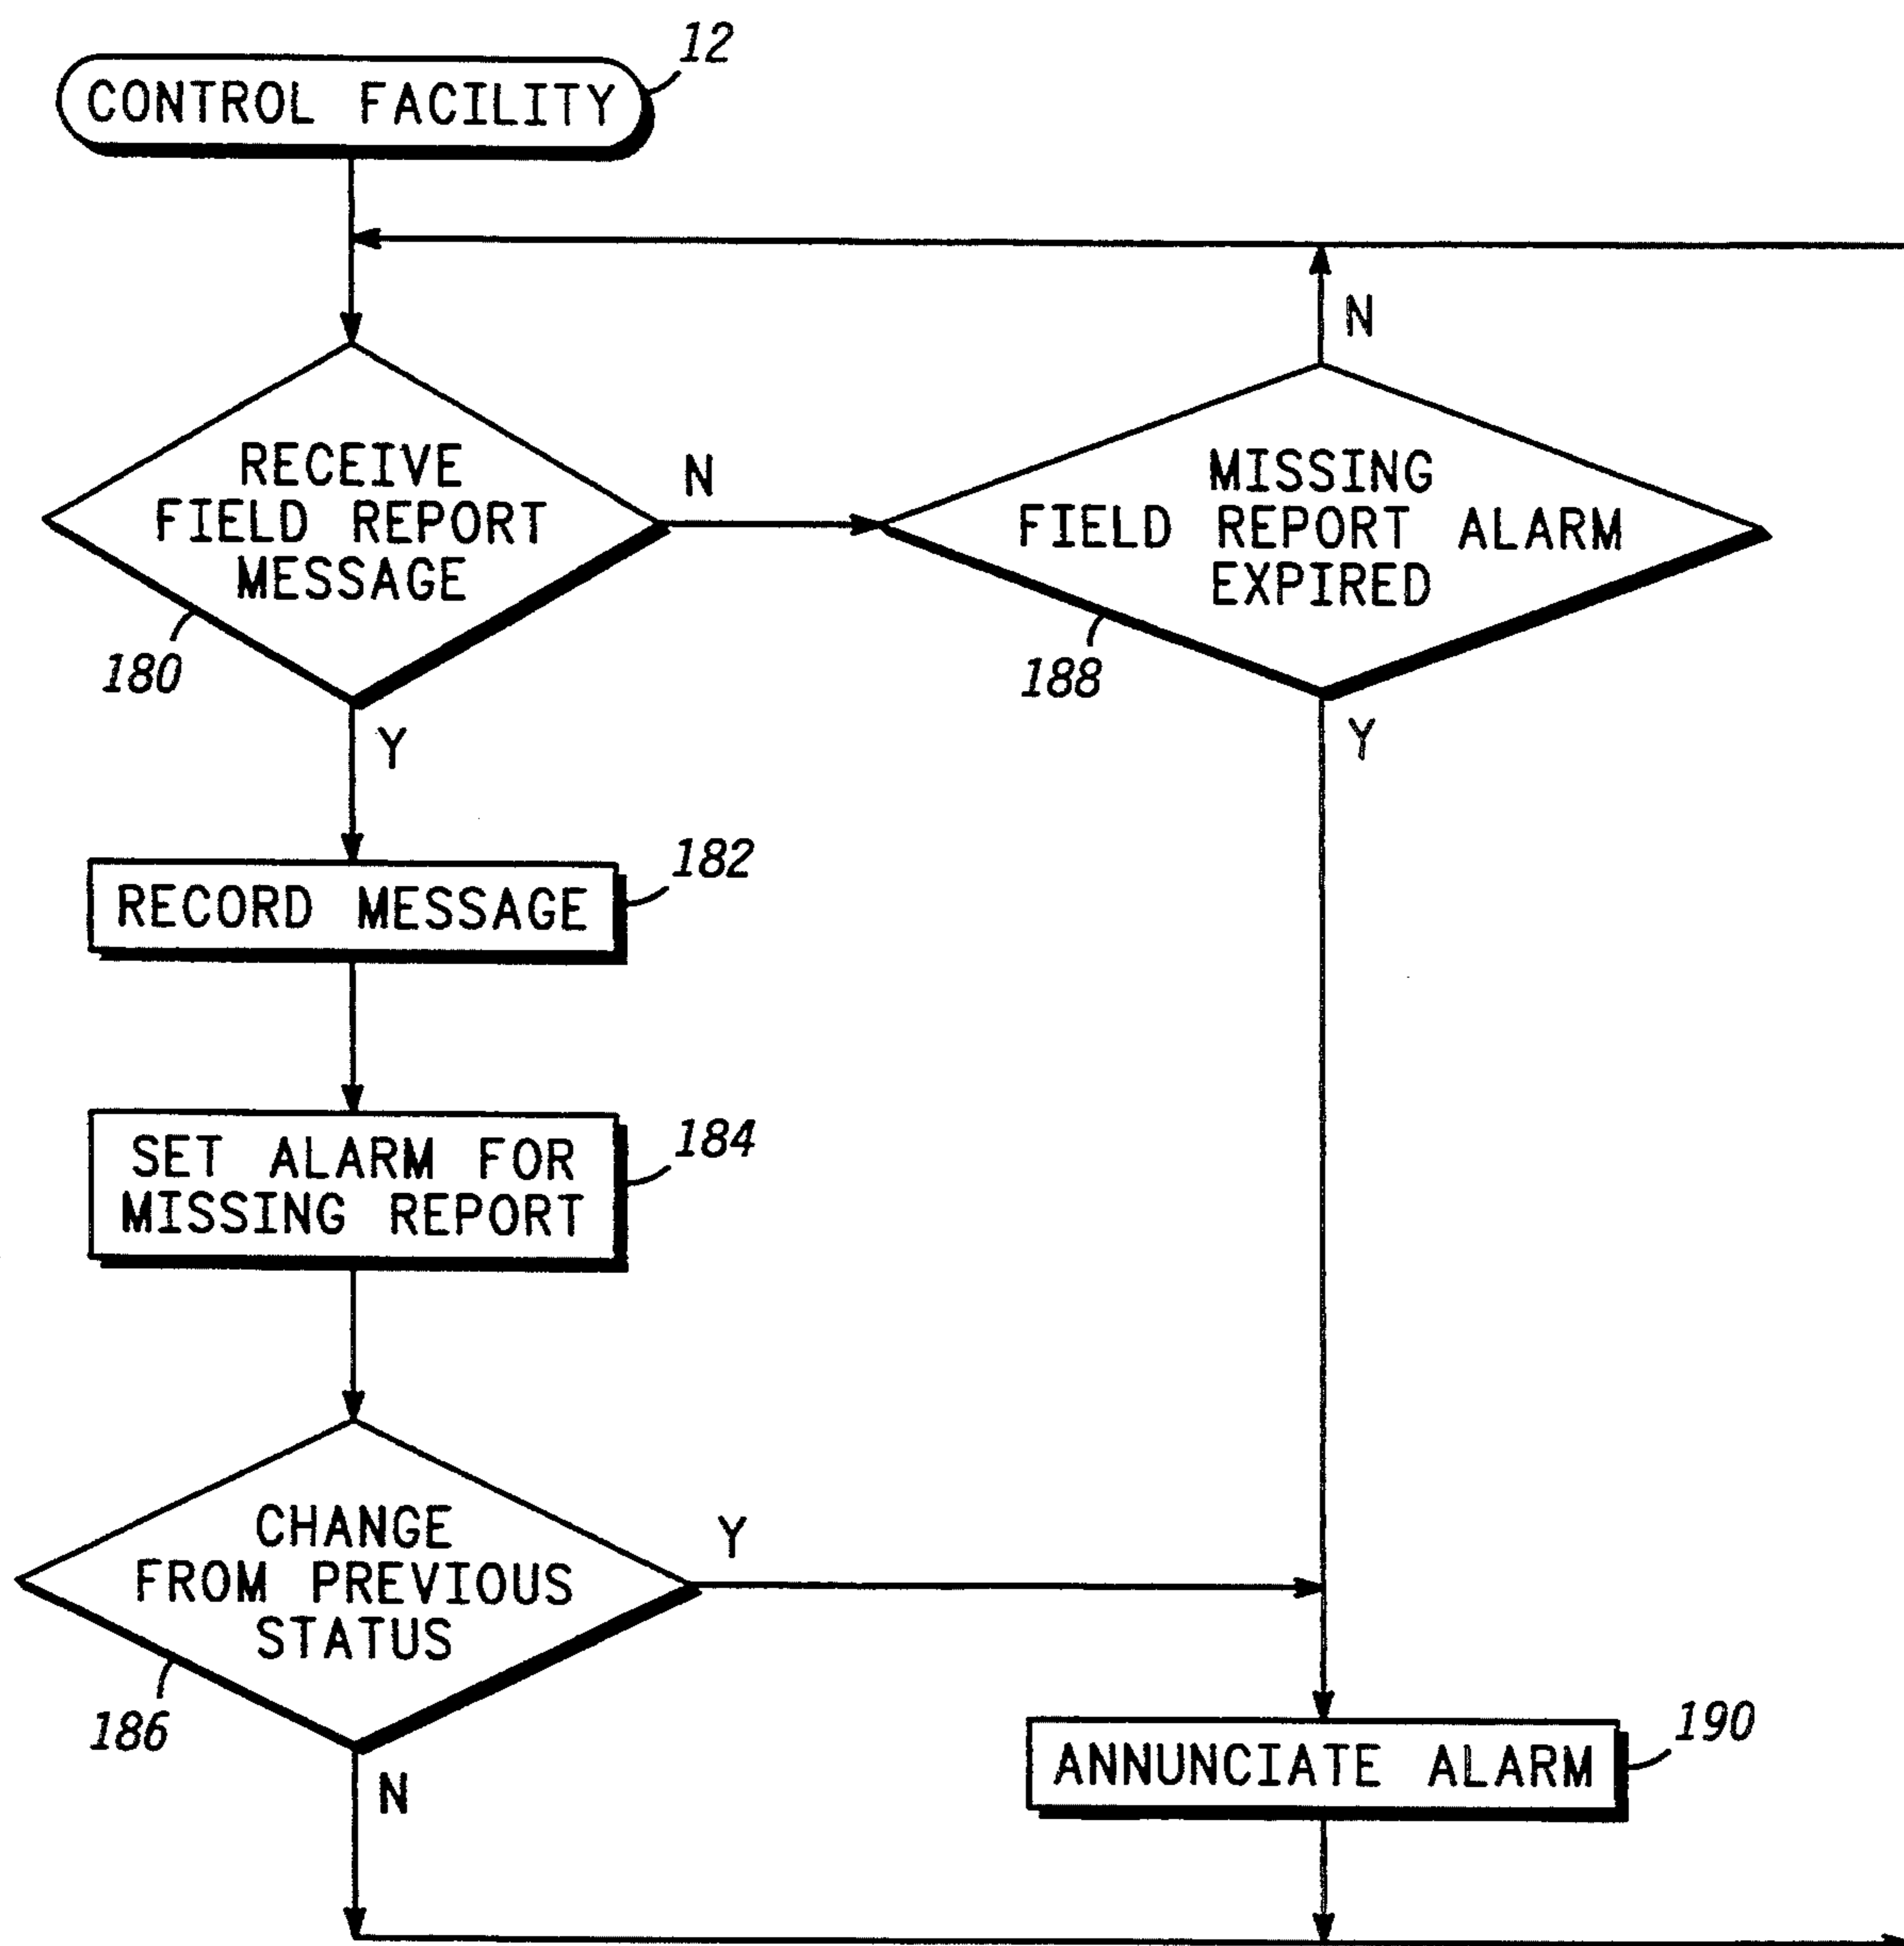 12
CONTROL FACILITY
N
RECEIVE
FIELD REPORT
MESSAGE
N
MISSING
FIELD REPORT ALARM
EXPIRED
180
188
Y
Y
182
RECORD MESSAGE
184
SET ALARM FOR
MISSING REPORT
CHANGE
FROM PREVIOUS
STATUS
Y
186
190
N
ANNUNCIATE ALARM